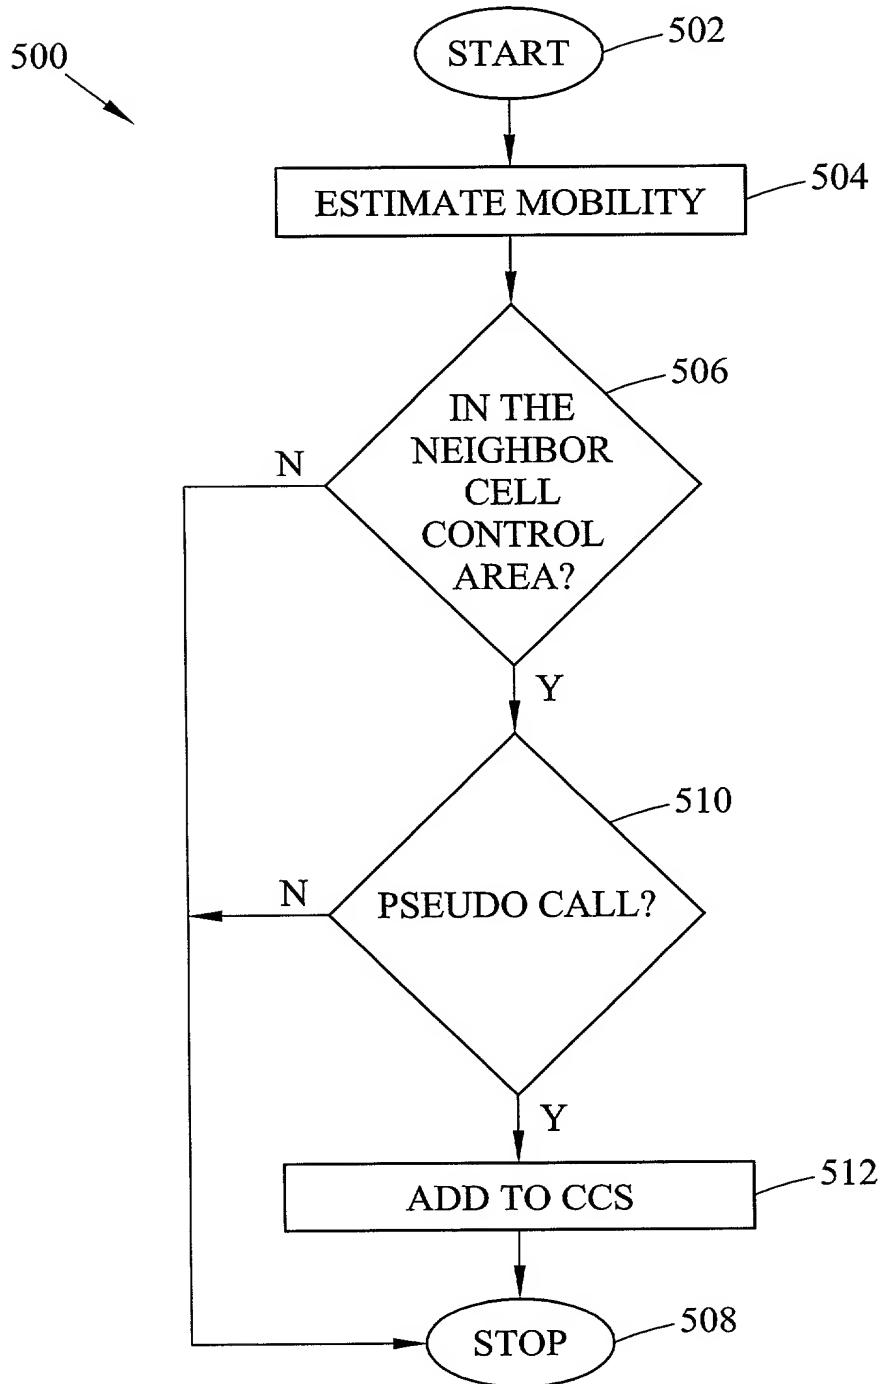 500
START
502
ESTIMATE MOBILITY
504
506
IN THE
NEIGHBOR
CELL
CONTROL
AREA?
N
Y
510
PSEUDO CALL?
N
Y
ADD TO CCS
512
STOP
508